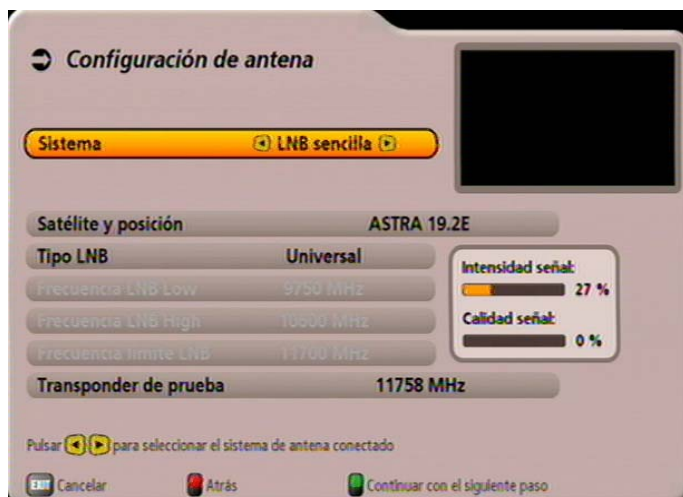 Configuración de antena
Sistema LNB sencilla
Satélite y posición ASTRA 19.2E
Tipo LNB Universal
Frecuencia LNB Low 9750 MHz
Frecuencia LNB High 10600 MHz
Frecuencia límite LNB 11700 MHz
Intensidad señal:
27 %
Calidad señal:
0 %
Transponder de prueba 11758 MHz
Pulsar para seleccionar el sistema de antena conectado
Cancelar Atrás Continuar con el siguiente paso